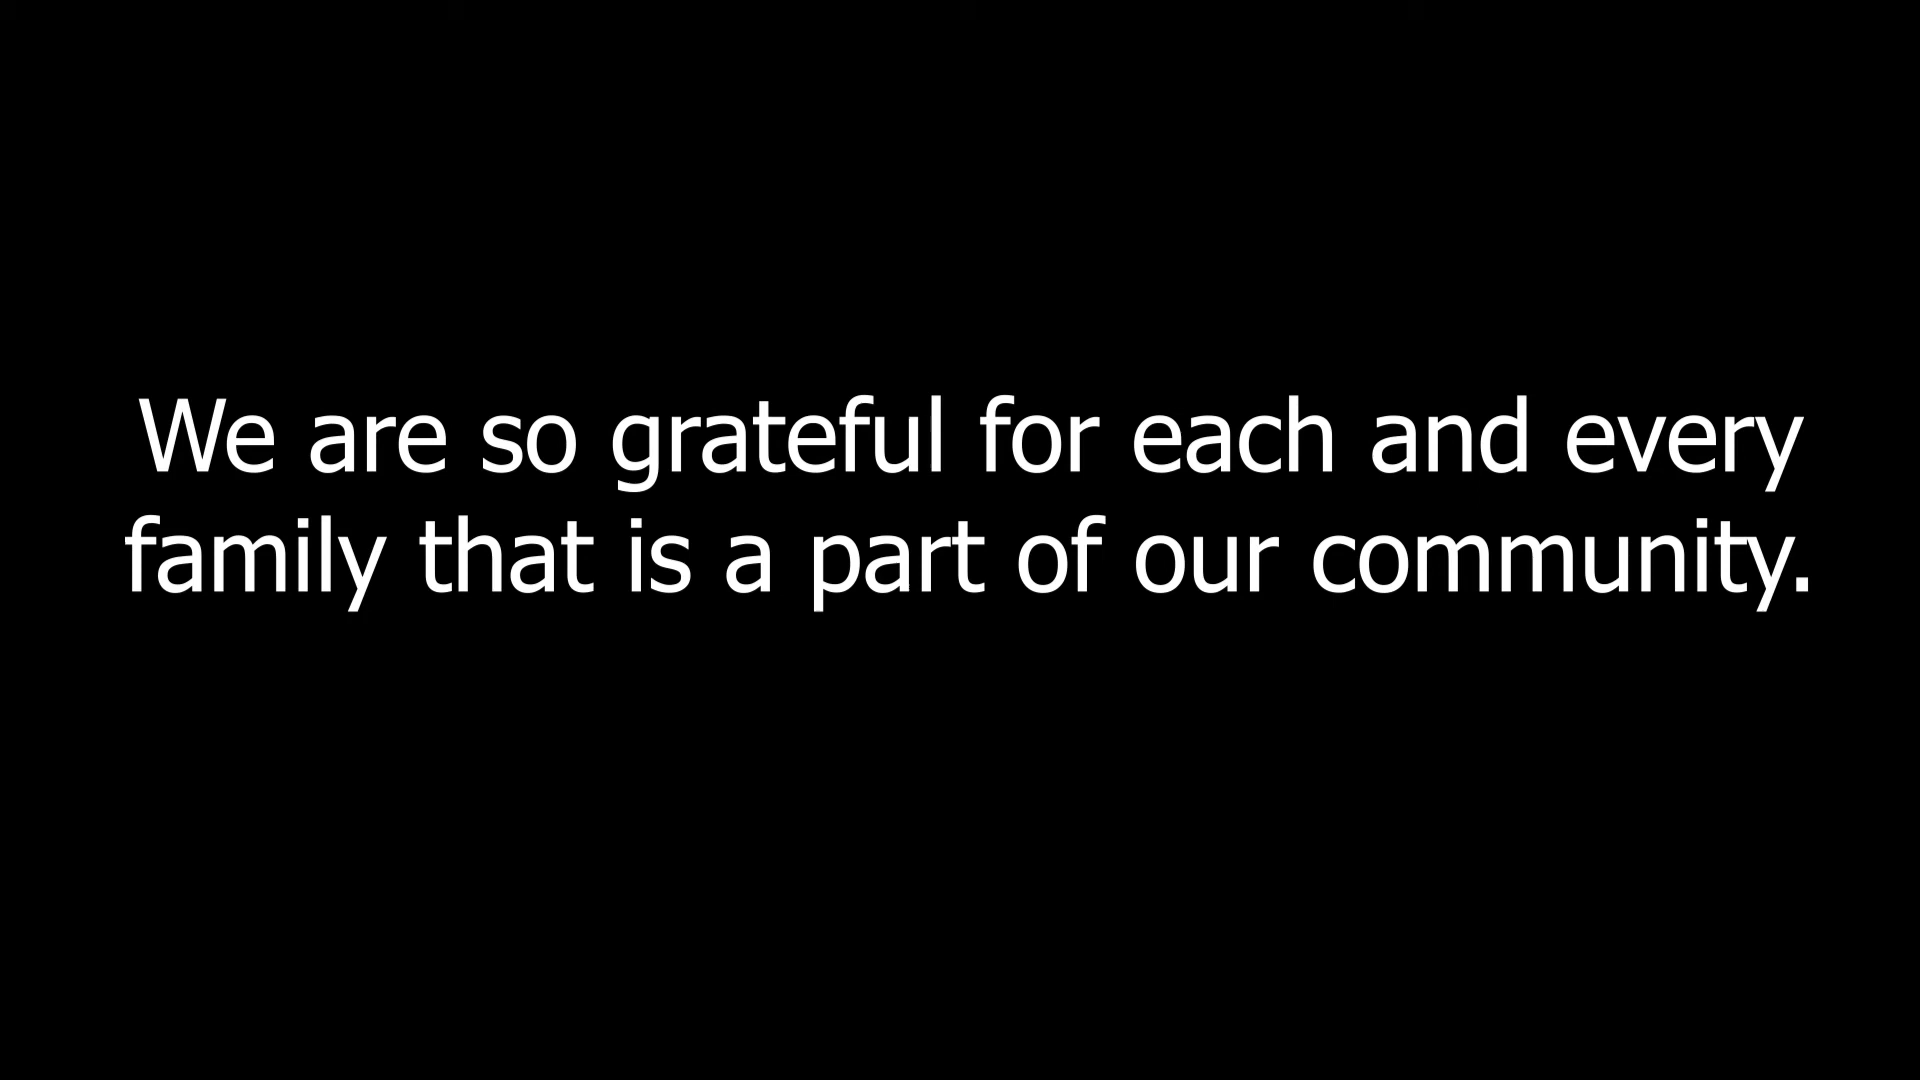 We are so grateful for each and every
family that is a part of our community.